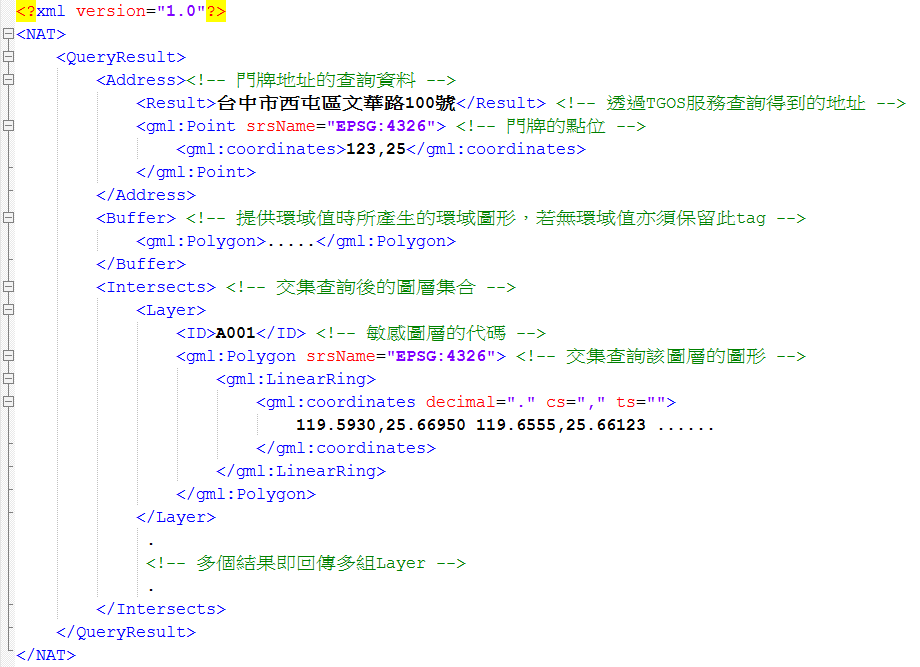 <?xml version="1.0"?>
<NAT>
<QueryResult>
<Address><!-- 門牌地址的查詢資料 -->
<Result>台中市西屯區文華路100號</Result> <!-- 透過TGOS服務查詢得到的地址 -->
<gml:Point srsName="EPSG:4326"> <!-- 門牌的點位 -->
<gml:coordinates>123,25</gml:coordinates>
</gml:Point>
</Address>
<Buffer> <!-- 提供環域值時所產生的環域圖形，若無環域值亦須保留此tag -->
<gml:Polygon>.....</gml:Polygon>
</Buffer>
<Intersects> <!-- 交集查詢後的圖層集合 -->
<Layer>
<ID>A001</ID> <!-- 敏感圖層的代碼 -->
<gml:Polygon srsName="EPSG:4326"> <!-- 交集查詢該圖層的圖形 -->
<gml:LinearRing>
<gml:coordinates decimal="." cs="," ts="">
119.5930,25.66950 119.6555,25.66123 ......
</gml:coordinates>
</gml:LinearRing>
</gml:Polygon>
</Layer>
.
<!-- 多個結果即回傳多組Layer -->
.
</Intersects>
</QueryResult>
</NAT>